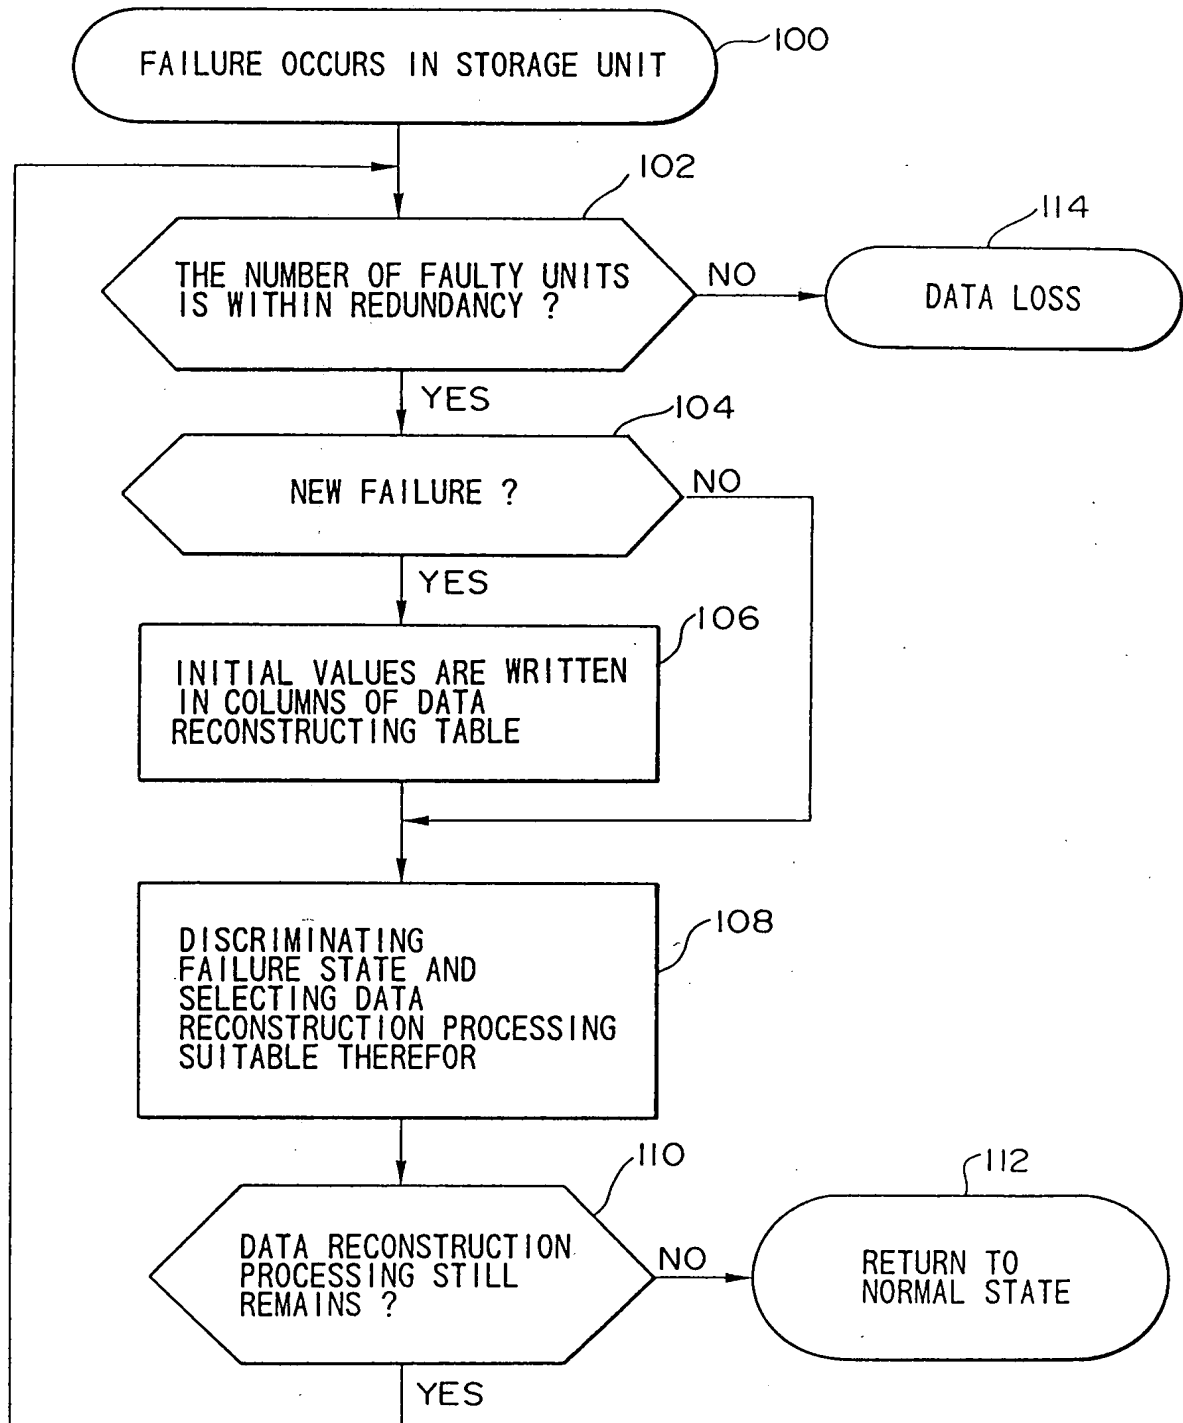 FAILURE OCCURS IN STORAGE UNIT
100
102
114
THE NUMBER OF FAULTY UNITS
IS WITHIN REDUNDANCY ?
NO
DATA LOSS
YES
104
NEW FAILURE ?
NO
YES
106
INITIAL VALUES ARE WRITTEN
IN COLUMNS OF DATA
RECONSTRUCTING TABLE
108
DISCRIMINATING
FAILURE STATE AND
SELECTING DATA
RECONSTRUCTION PROCESSING
SUITABLE THEREFOR
110
112
DATA RECONSTRUCTION
PROCESSING STILL
REMAINS ?
NO
RETURN TO
NORMAL STATE
YES